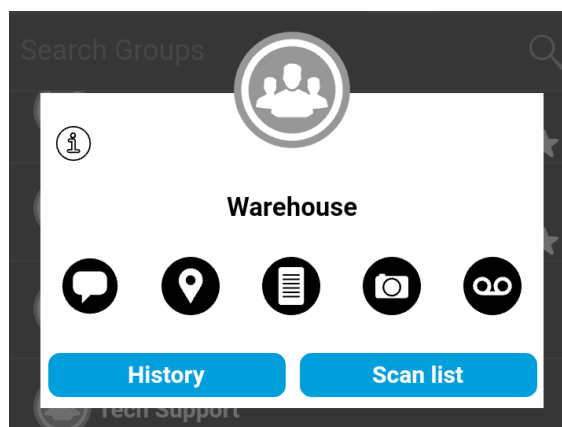 Search Groups
Warehouse
History
Scan list
Tech Support